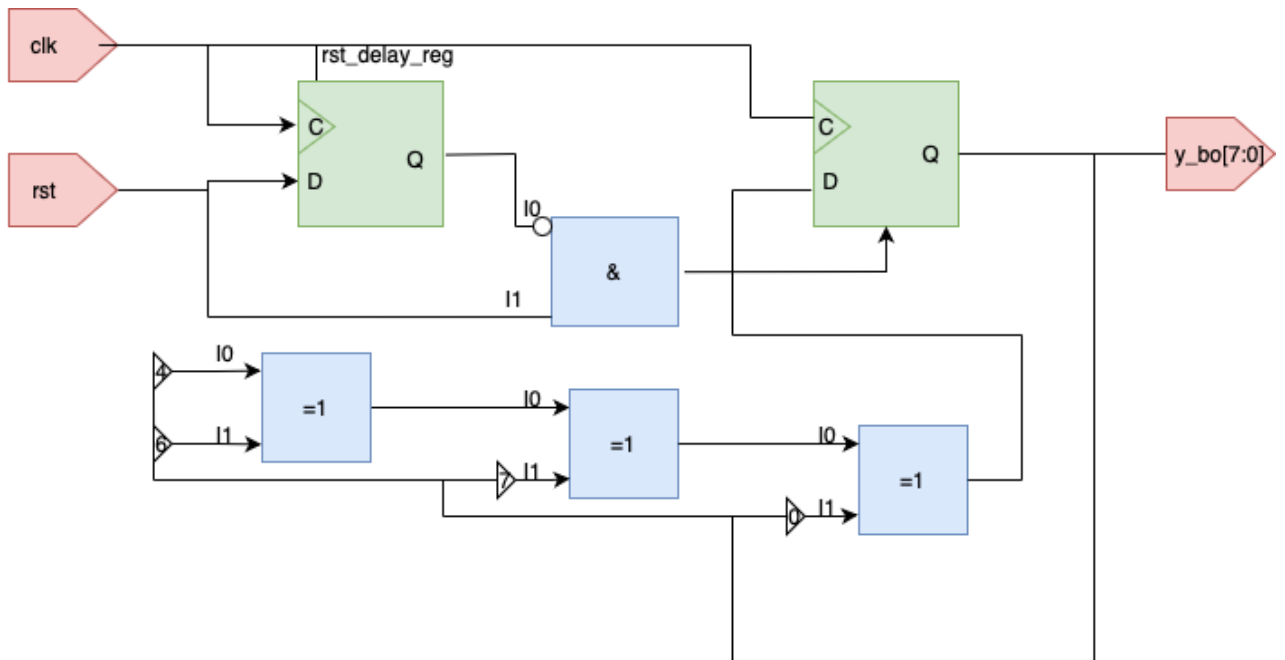 clk
rst_delay_reg
C
Q
D
rst
C
Q
D
y_bo[7:0]
I0
&
I1
4
I0
=1
6
I1
I0
=1
7
I1
I0
=1
0
I1